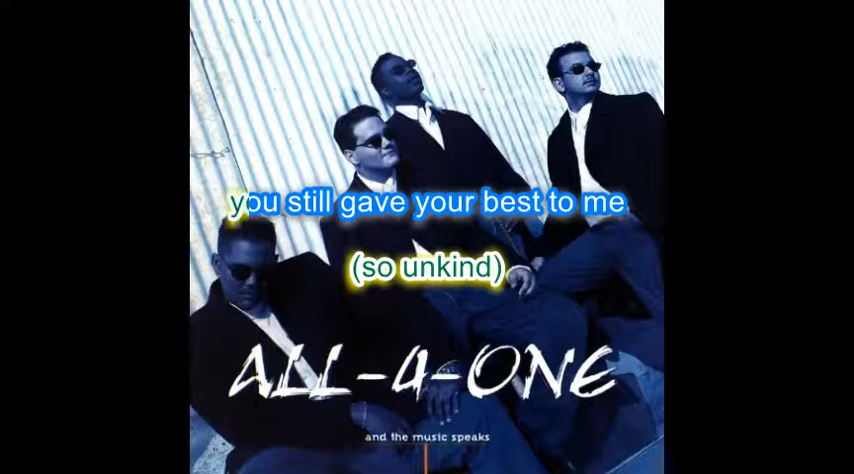 you still gave your best to me
(so unkind)
ALL-4-ONE
and the music speaks